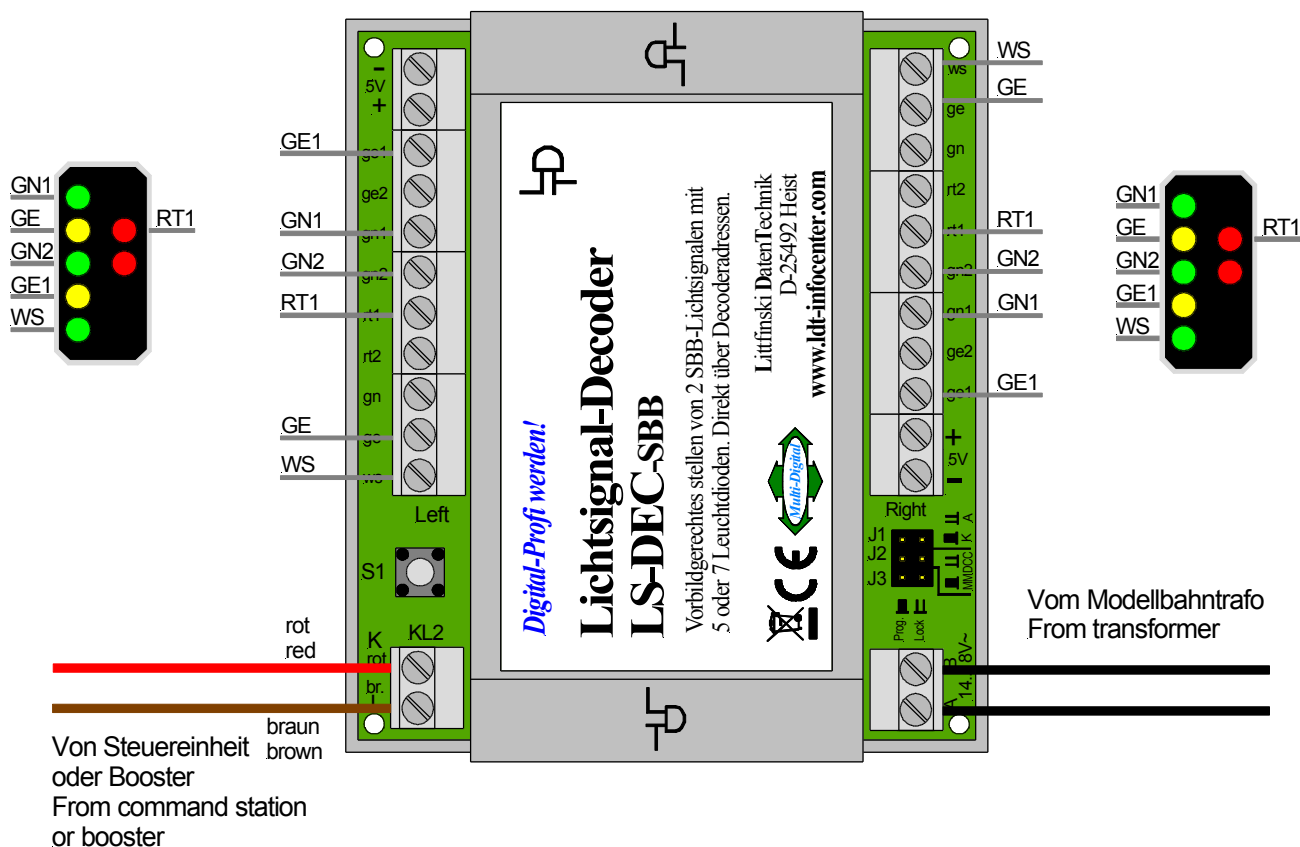 GN1
GE
GN2
GE1
WS
RT1
GE1
GN1
GN2
RT1
GE
WS
-
5V
+
ge1
ge2
gn1
gn2
rt1
rt2
gn
ge
ws
Left
S1
KL2
K
rot
br.
rot
red
braun
brown
Von Steuereinheit
oder Booster
From command station
or booster
Digital-Profi werden!
Lichtsignal-Decoder
LS-DEC-SBB
Vorbildgerechtes stellen von 2 SBB-Lichtsignalen mit
5 oder 7 Leuchtdioden. Direkt über Decoderadressen.
Littfinski DatenTechnik
D-25492 Heist
www.ldt-infocenter.com
Multi-Digital
CE
ws
ge
gn
rt2
rt1
gn2
gn1
ge2
ge1
+
5V
-
Right
J1
J2
J3
A
K
DCC
MM
Prog.
Lock
B
A
WS
GE
RT1
GN2
GN1
GE1
GN1
GE
GN2
GE1
WS
RT1
Vom Modellbahntrafo
From transformer